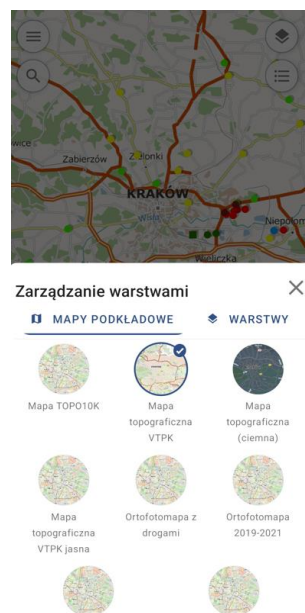 wice
Zabierzów
Zielonki
KRAKÓW
Wisła
Niepołom
Wieliczka
Zarządzanie warstwami
MAPY PODKŁADOWE
WARSTWY
Mapa TOPO10K
Mapa
topograficzna
VTPK
Mapa
topograficzna
(ciemna)
Mapa
topograficzna
VTPK jasna
Ortofotomapa z
drogami
Ortofotomapa
2019-2021